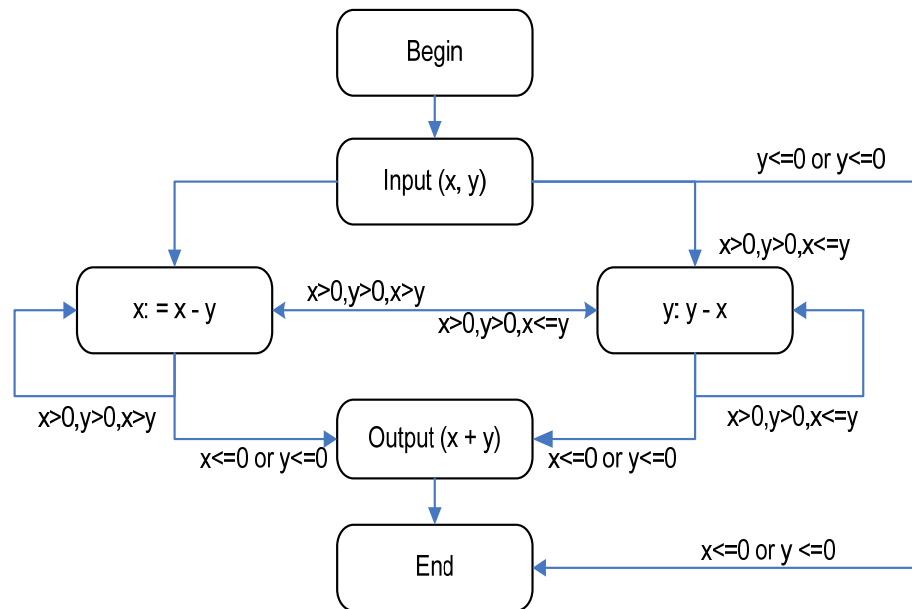 Begin
Input (x, y)
y<=0 or y<=0
x>0,y>0,x<=y
x: = x - y
x>0,y>0,x>y
x>0,y>0,x<=y
y: y - x
x>0,y>0,x>y
x>0,y>0,x<=y
Output (x + y)
x<=0 or y<=0
x<=0 or y<=0
x<=0 or y <=0
End